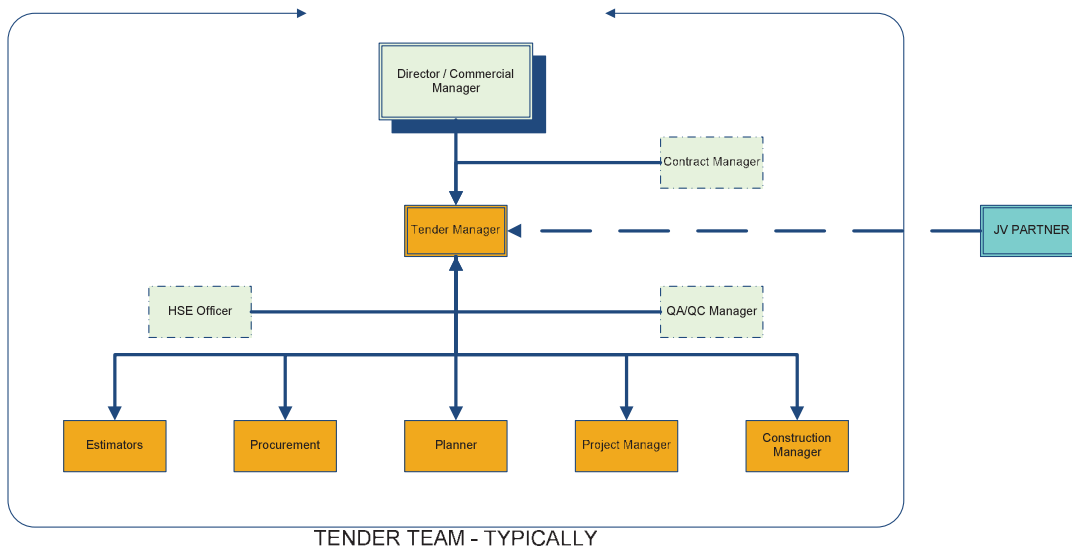 Director / Commercial
Manager
Contract Manager
Tender Manager
JV PARTNER
HSE Officer
QA/QC Manager
Estimators
Procurement
Planner
Project Manager
Construction
Manager
TENDER TEAM - TYPICALLY